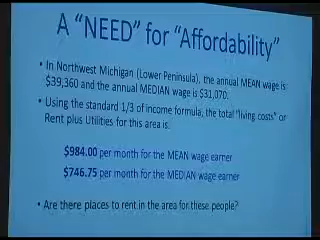 A "NEED" for "Affordability"
• In Northwest Michigan (Lower Peninsula), the annual MEAN wage is
$39,360 and the annual MEDIAN wage is $31,070.
• Using the standard 1/3 of income formula, the total "living costs" or
Rent plus Utilities for this area is.
$984.00 per month for the MEAN wage earner
$746.75 per month for the MEDIAN wage earner
• Are there places to rent in the area for these people?